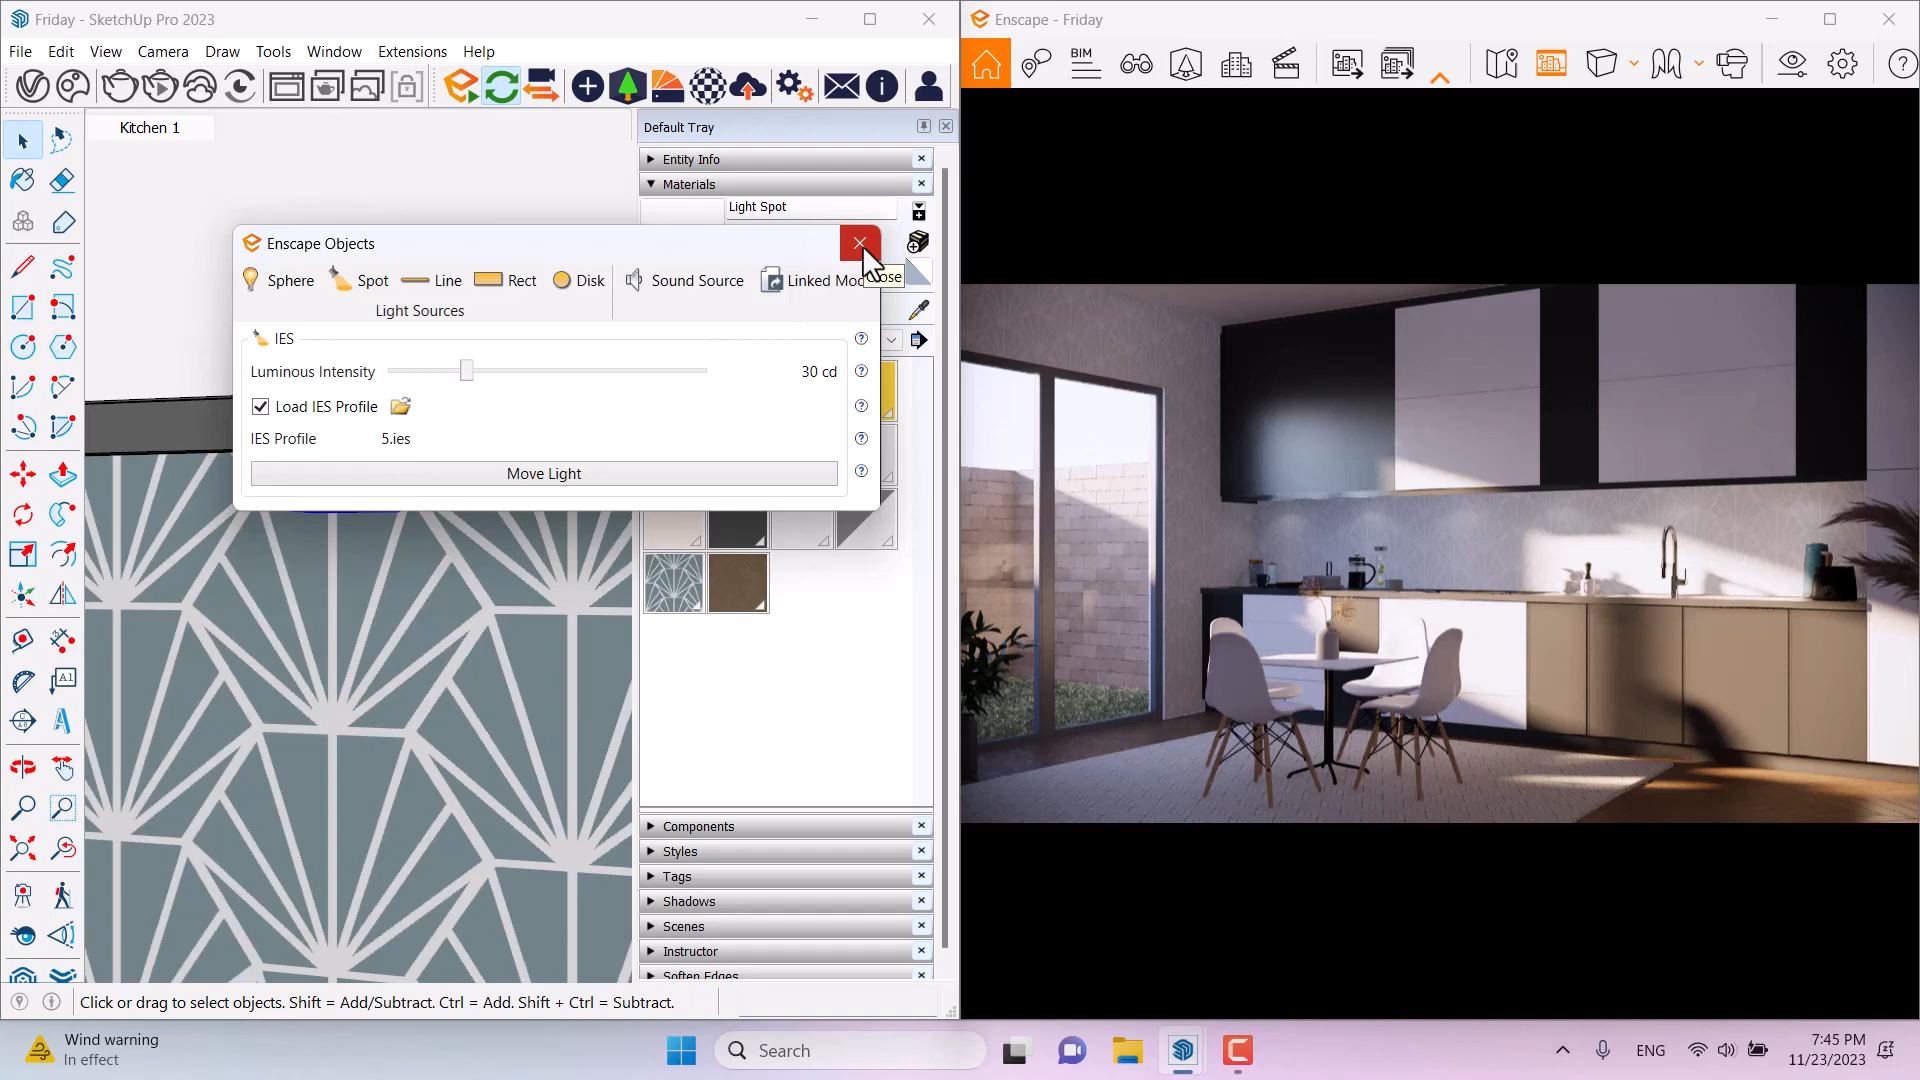 Friday - SketchUp Pro 2023
File Edit View Camera Draw Tools Window Extensions Help
Kitchen 1
Default Tray
Entity Info
Materials
Light Spot
Enscape Objects
Sphere Spot Line Rect Disk Sound Source Linked Mod
Close
Light Sources
IES
Luminous Intensity 30 cd
Load IES Profile
IES Profile 5.ies
Move Light
Components
Styles
Tags
Shadows
Scenes
Instructor
Soften Edges
Click or drag to select objects. Shift = Add/Subtract. Ctrl = Add. Shift + Ctrl = Subtract.
Enscape - Friday
BIM
Wind warning
In effect
Search
ENG
7:45 PM
11/23/2023